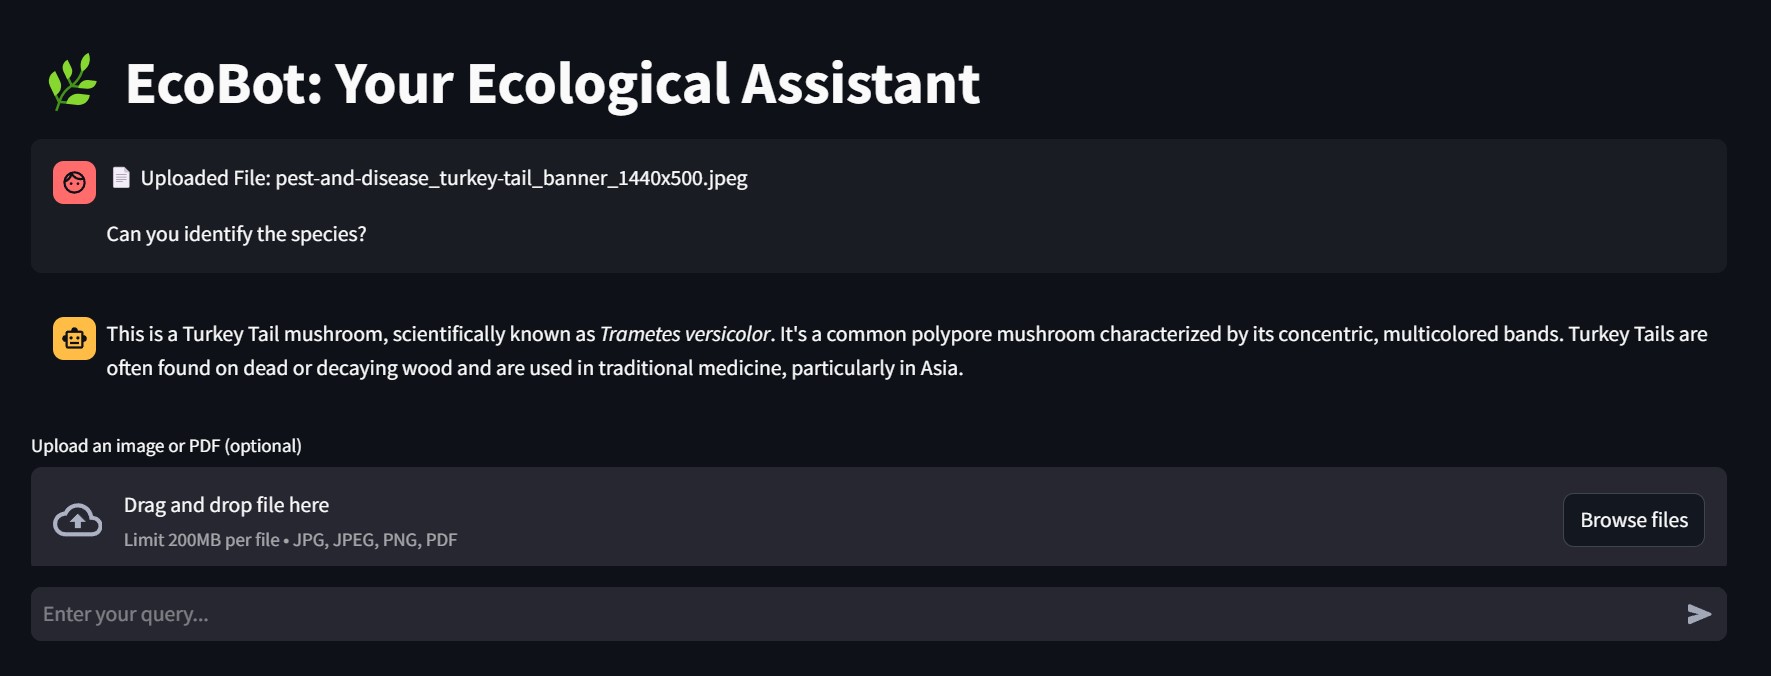 EcoBot: Your Ecological Assistant
Uploaded File: pest-and-disease_turkey-tail_banner_1440x500.jpeg
Can you identify the species?
This is a Turkey Tail mushroom, scientifically known as Trametes versicolor. It's a common polypore mushroom characterized by its concentric, multicolored bands. Turkey Tails are
often found on dead or decaying wood and are used in traditional medicine, particularly in Asia.
Upload an image or PDF (optional)
Drag and drop file here
Limit 200MB per file • JPG, JPEG, PNG, PDF
Browse files
Enter your query...